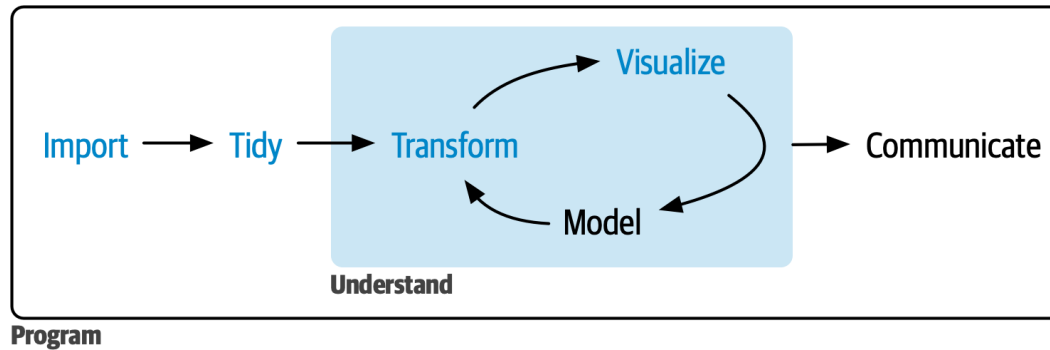 Visualize
Import Tidy Transform Communicate
Model
Understand
Program